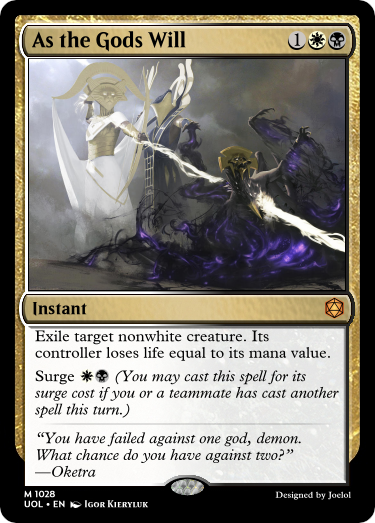 As the Gods Will 1
Instant
Exile target nonwhite creature. Its
controller loses life equal to its mana value.
Surge (You may cast this spell for its
surge cost if you or a teammate has cast another
spell this turn.)
“You have failed against one god, demon.
What chance do you have against two?”
—Oketra
M 1028
UOL • EN Igor Kieryluk
Designed by Joelol